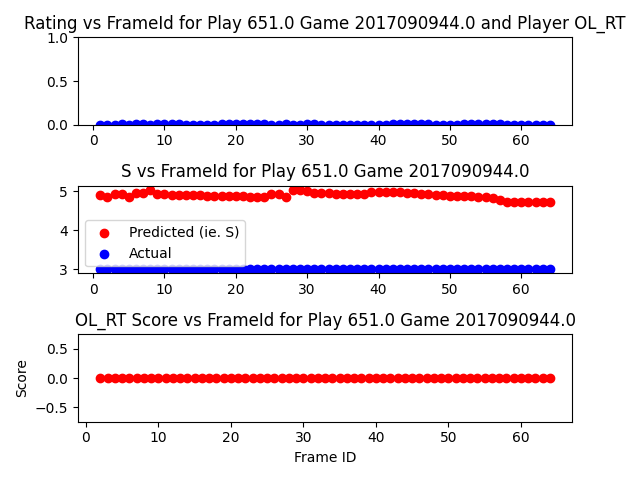 Rating vs FrameId for Play 651.0 Game 2017090944.0 and Player OL_RT
1.0
0.5
0.0
0 10 20 30 40 50 60
S vs FrameId for Play 651.0 Game 2017090944.0
5
4
3
Predicted (ie. S)
Actual
0 10 20 30 40 50 60
OL_RT Score vs FrameId for Play 651.0 Game 2017090944.0
Score
0.5
0.0
−0.5
0 10 20 30 40 50 60
Frame ID